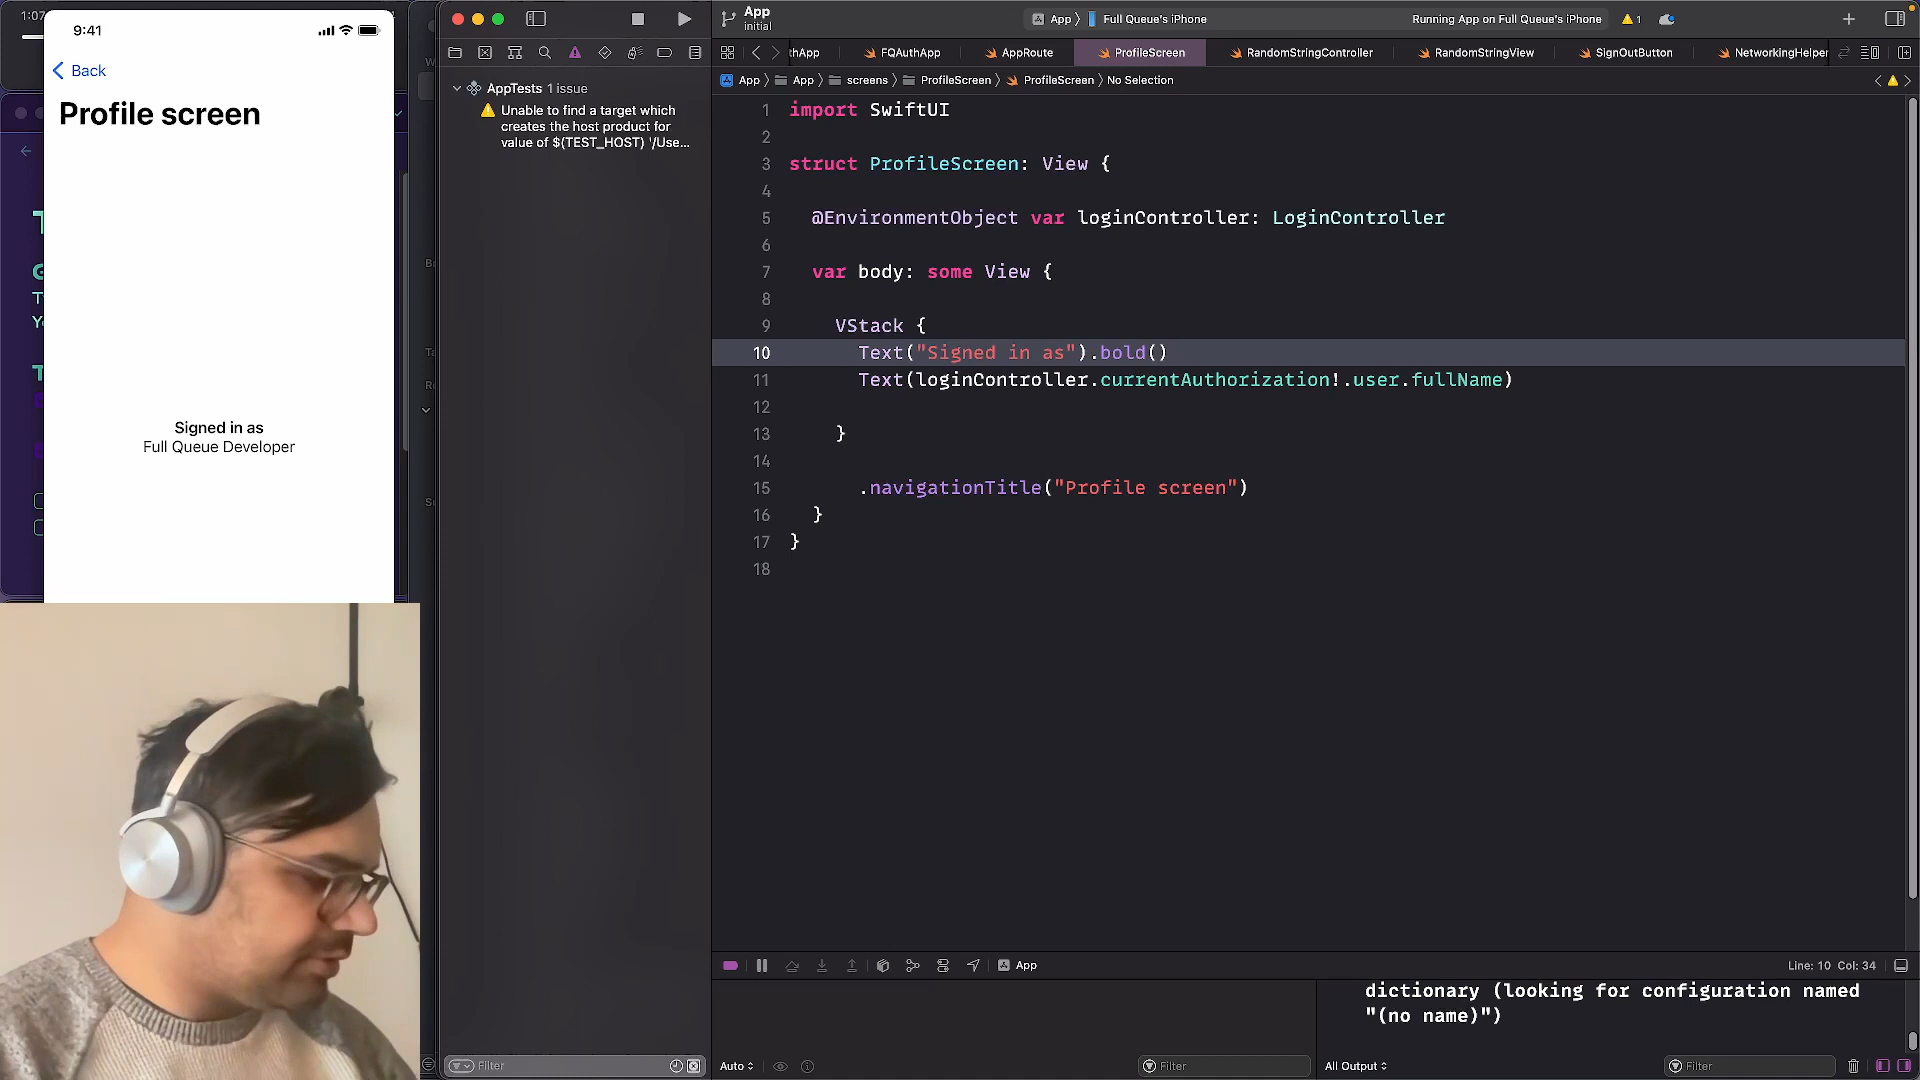 9:41
Back
Profile screen
Signed in as
Full Queue Developer
App
initial
App
Full Queue's iPhone
Running App on Full Queue's iPhone
1
thApp
FQAuthApp
AppRoute
ProfileScreen
RandomStringController
RandomStringView
SignOutButton
NetworkingHelper
App
App
screens
ProfileScreen
ProfileScreen
No Selection
AppTests 1 issue
Unable to find a target which
creates the host product for
value of $(TEST_HOST) '/Use...
1 import SwiftUI
2
3 struct ProfileScreen: View {
4
5 @EnvironmentObject var loginController: LoginController
6
7 var body: some View {
8
9 VStack {
10 Text("Signed in as").bold()
11 Text(loginController.currentAuthorization!.user.fullName)
12
13 }
14
15 .navigationTitle("Profile screen")
16 }
17 }
18
App
Line: 10 Col: 34
dictionary (looking for configuration named
"(no name)")
Filter
Auto
Filter
All Output
Filter